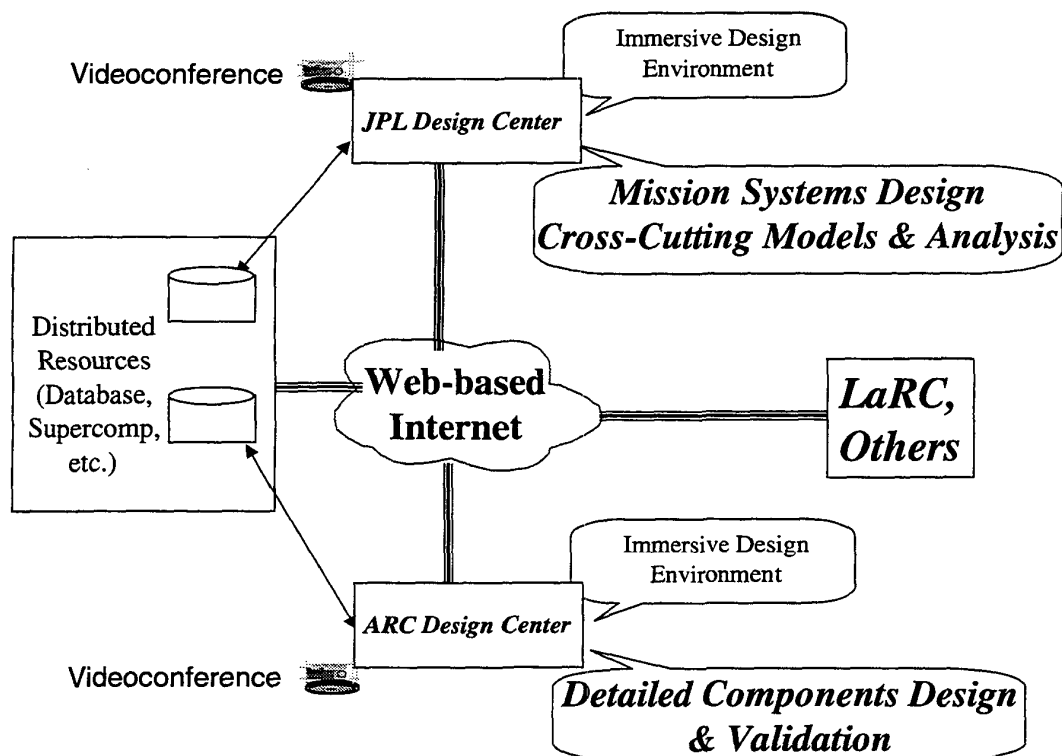 Videoconference
Immersive Design
Environment
JPL Design Center
Mission Systems Design
Cross-Cutting Models & Analysis
Distributed
Resources
(Database,
Supercomp,
etc.)
Web-based
Internet
LaRC,
Others
Immersive Design
Environment
ARC Design Center
Videoconference
Detailed Components Design
& Validation